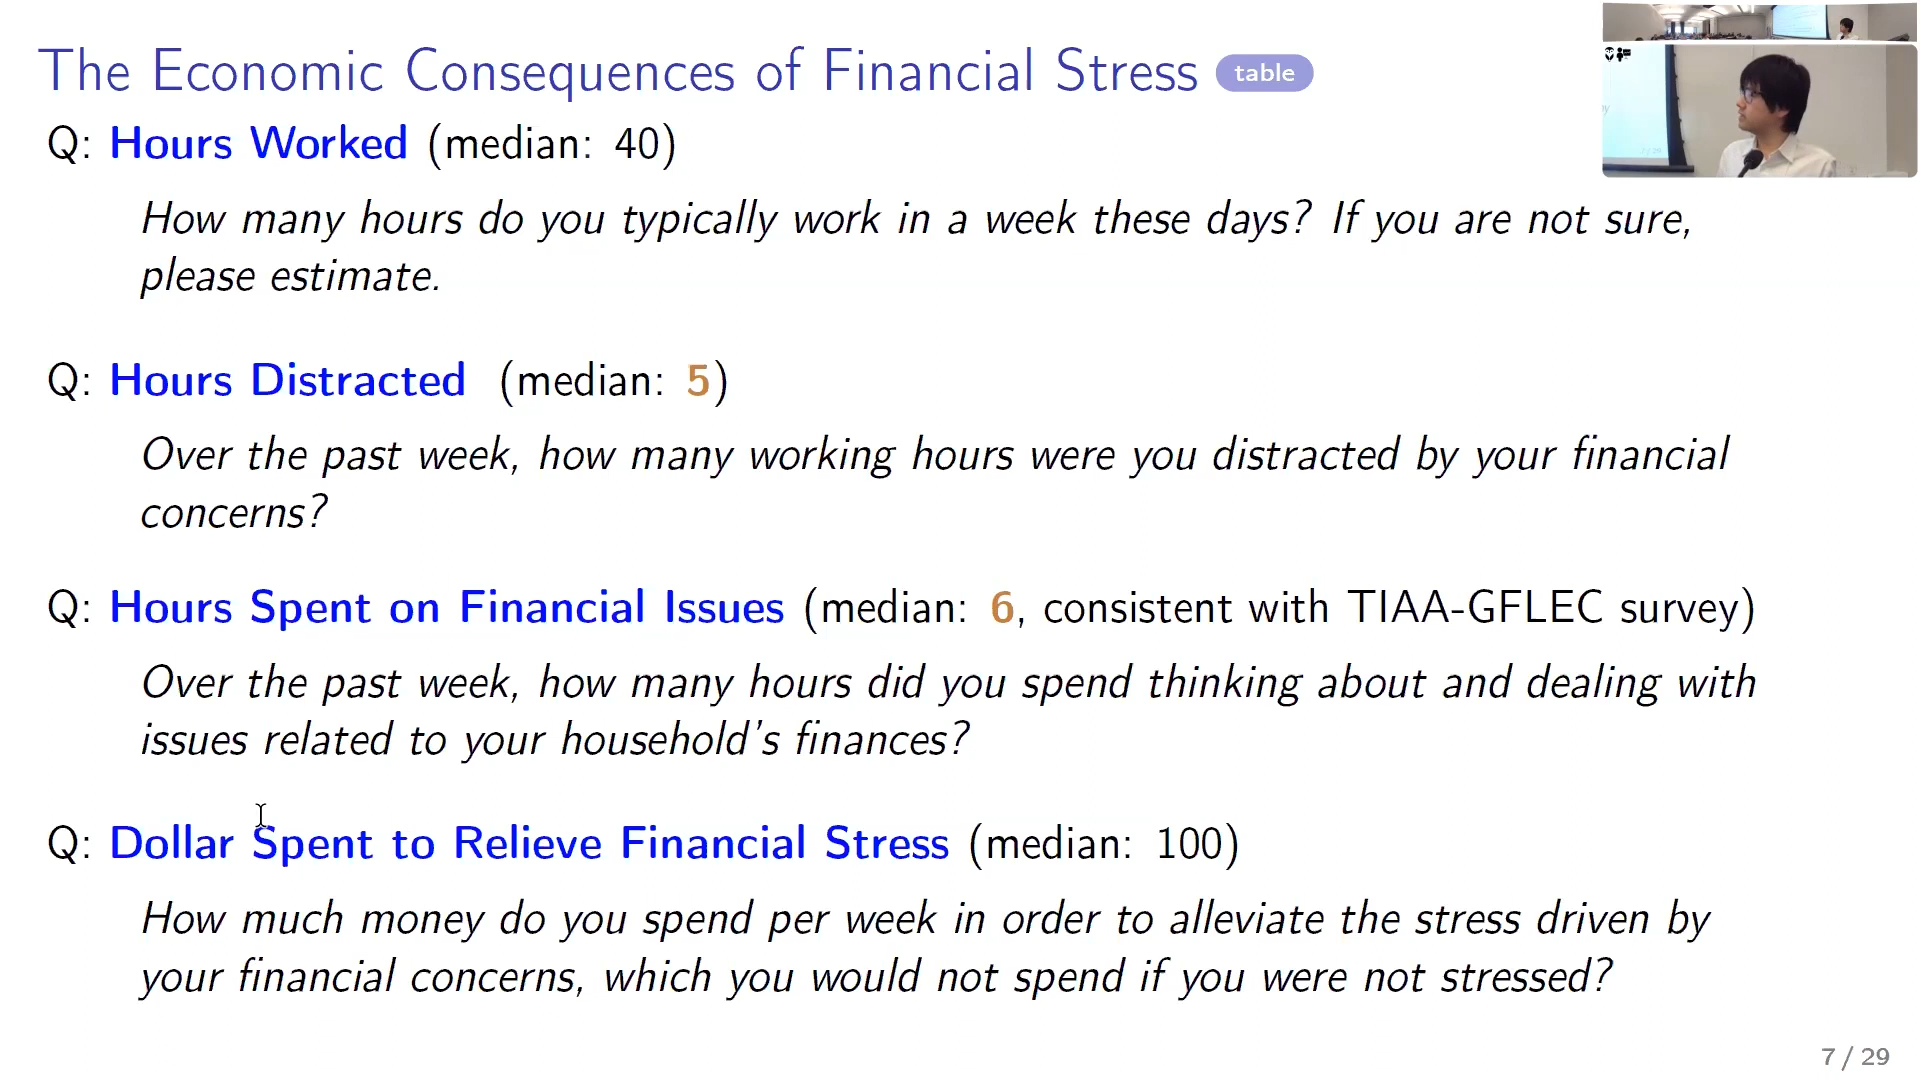 The Economic Consequences of Financial Stress table
Q: Hours Worked (median: 40)
How many hours do you typically work in a week these days? If you are not sure,
please estimate.
Q: Hours Distracted (median: 5)
Over the past week, how many working hours were you distracted by your financial
concerns?
Q: Hours Spent on Financial Issues (median: 6, consistent with TIAA-GFLEC survey)
Over the past week, how many hours did you spend thinking about and dealing with
issues related to your household's finances?
Q: Dollar Spent to Relieve Financial Stress (median: 100)
How much money do you spend per week in order to alleviate the stress driven by
your financial concerns, which you would not spend if you were not stressed?
7 / 29